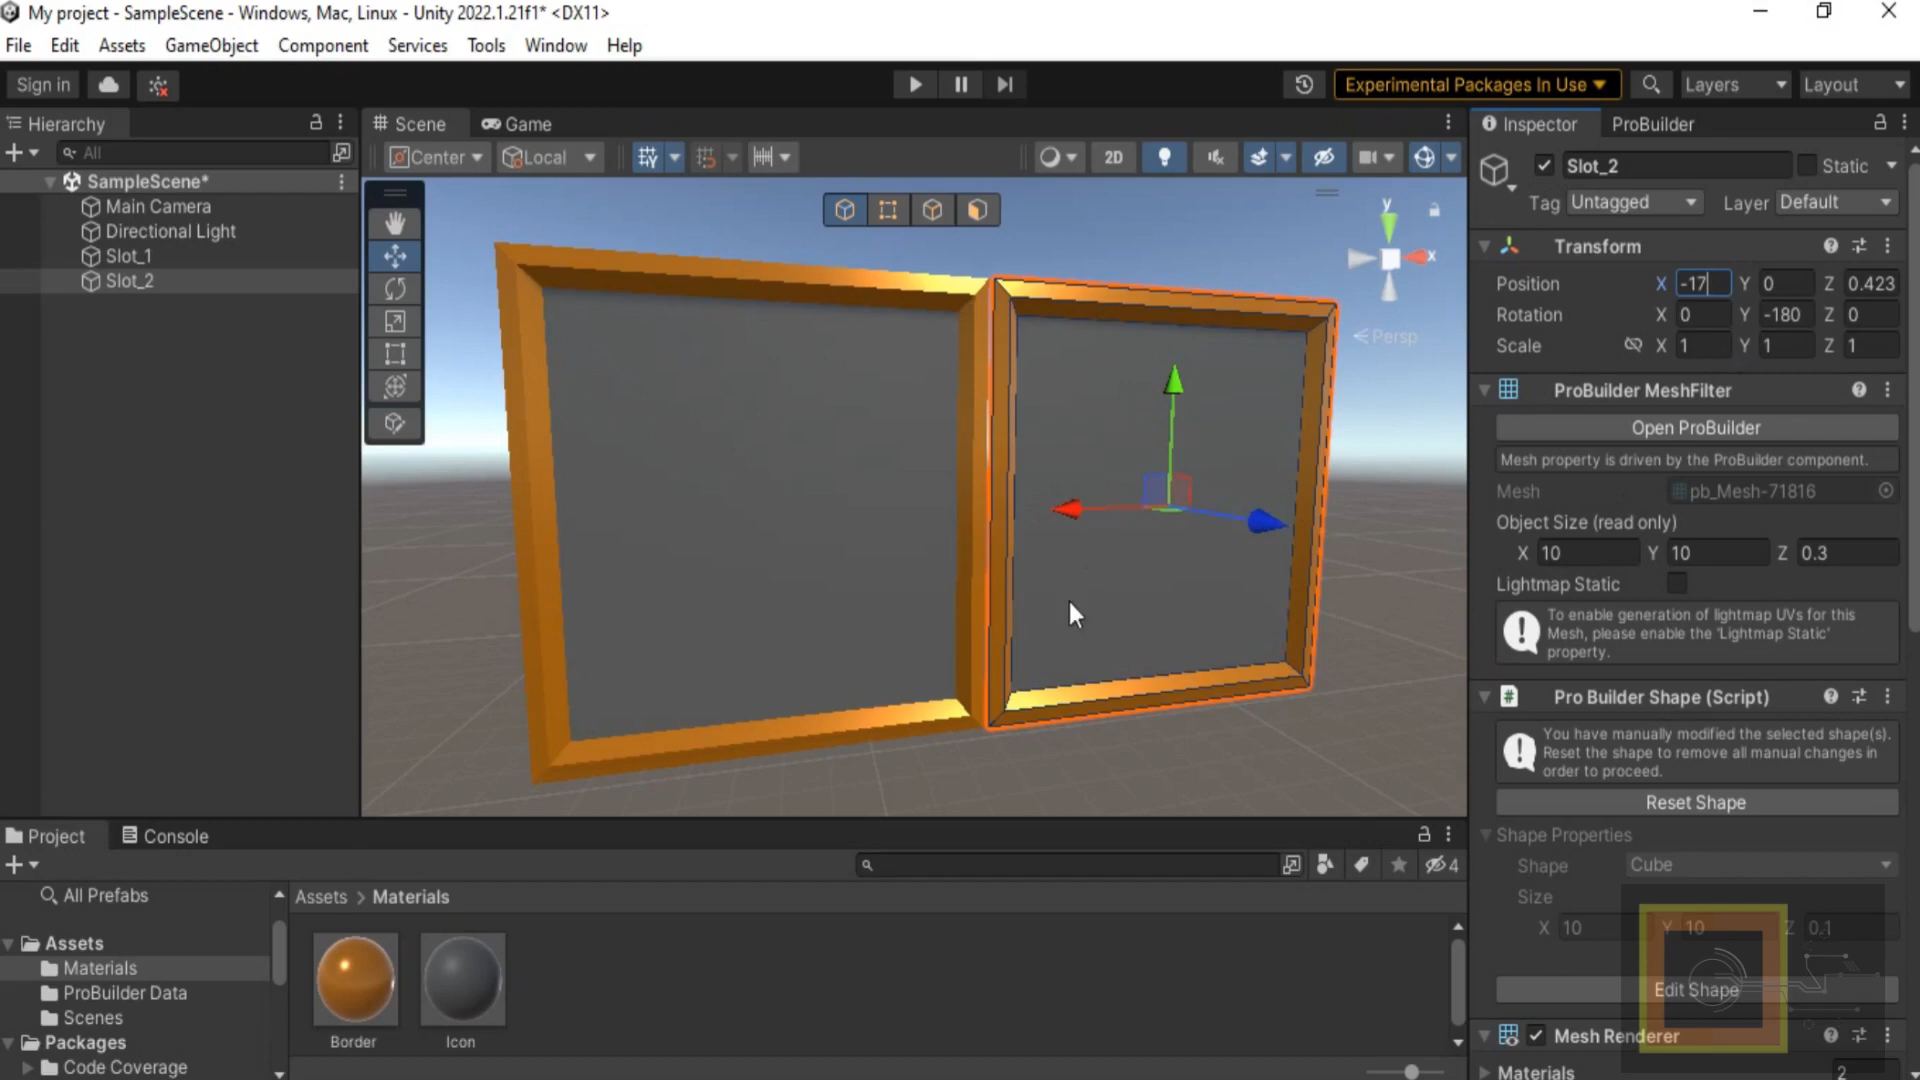 My project - SampleScene - Windows, Mac, Linux - Unity 2022.1.21f1* <DX11>
File Edit Assets GameObject Component Services Tools Window Help
Sign in
Experimental Packages In Use
Layers
Layout
Hierarchy
Scene
Game
Inspector
ProBuilder
All
Center
Local
2D
Slot_2
Static
SampleScene*
Main Camera
Directional Light
Slot_1
Slot_2
y
x
Persp
Tag Untagged Layer Default
Transform
Position X -17 Y 0 Z 0.423
Rotation X 0 Y -180 Z 0
Scale X 1 Y 1 Z 1
ProBuilder MeshFilter
Open ProBuilder
Mesh property is driven by the ProBuilder component.
Mesh pb_Mesh-71816
Object Size (read only)
X 10 Y 10 Z 0.3
Lightmap Static
To enable generation of lightmap UVs for this
Mesh, please enable the 'Lightmap Static'
property.
Pro Builder Shape (Script)
You have manually modified the selected shape(s).
Reset the shape to remove all manual changes in
order to proceed.
Reset Shape
Shape Properties
Shape Cube
Size
X 10 Y 10 Z 0.1
Edit Shape
Mesh Renderer
Materials 2
Project
Console
4
All Prefabs
Assets
Materials
ProBuilder Data
Scenes
Packages
Code Coverage
Assets > Materials
Border
Icon